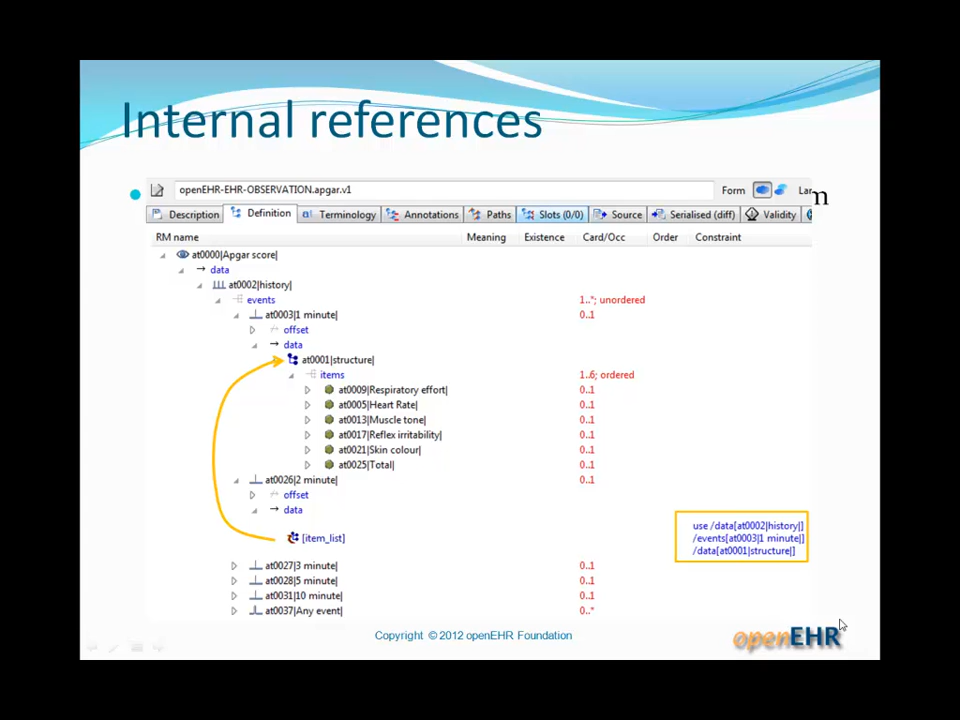 Internal references
openEHR-EHR-OBSERVATION.apgar.v1 Form Lar
n
Description Definition Terminology Annotations Paths Slots (0/0) Source Serialised (diff) Validity
RM name Meaning Existence Card/Occ Order Constraint
at0000|Apgar score|
data
at0002|history|
events 1..*; unordered
at0003|1 minute| 0..1
offset
data
at0001|structure|
items 1..6; ordered
at0009|Respiratory effort| 0..1
at0005|Heart Rate| 0..1
at0013|Muscle tone| 0..1
at0017|Reflex irritability| 0..1
at0021|Skin colour| 0..1
at0025|Total| 0..1
at0026|2 minute| 0..1
offset
data
use /data[at0002|history|]
[item_list] /events[at0003|1 minute|]
/data[at0001|structure|]
at0027|3 minute| 0..1
at0028|5 minute| 0..1
at0031|10 minute| 0..1
at0037|Any event| 0..*
Copyright © 2012 openEHR Foundation
openEHR